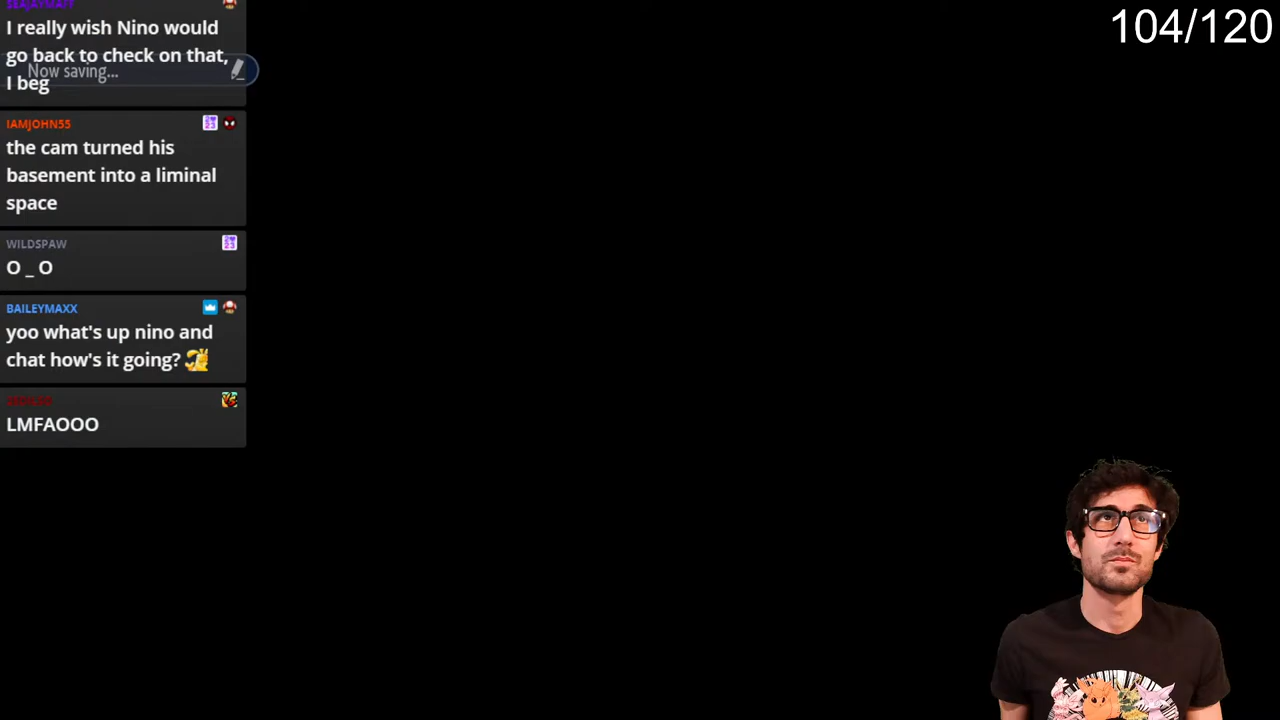 104/120
I really wish Nino would
go back to check on that,
I beg
Now saving...
IAMJOHN55
the cam turned his
basement into a liminal
space
WILDSPAW
O _ O
BAILEYMAXX
yoo what's up nino and
chat how's it going?
LMFAOOO